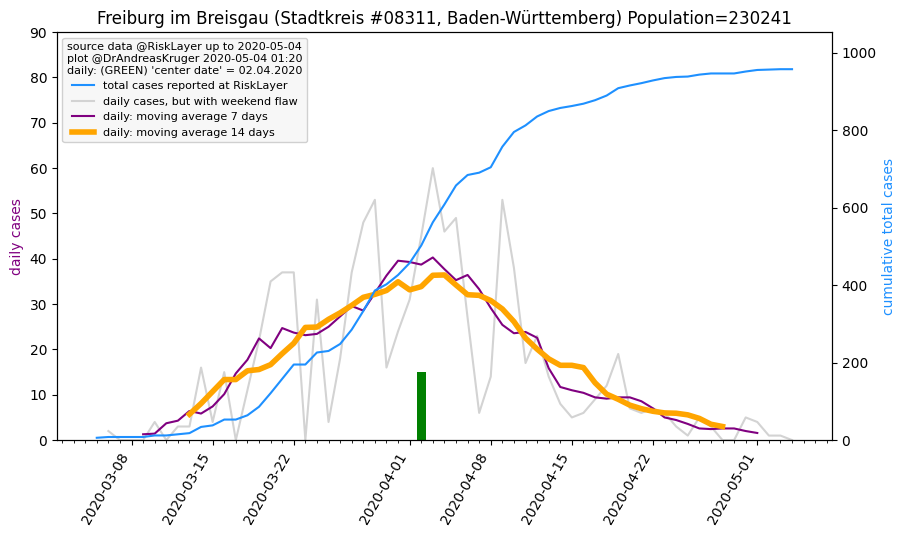 Freiburg im Breisgau (Stadtkreis #08311, Baden-Württemberg) Population=230241
source data @RiskLayer up to 2020-05-04
plot @DrAndreasKruger 2020-05-04 01:20
daily: (GREEN) 'center date' = 02.04.2020
total cases reported at RiskLayer
daily cases, but with weekend flaw
daily: moving average 7 days
daily: moving average 14 days
daily cases
90
80
70
60
50
40
30
20
10
0
1000
800
600
400
200
0
cumulative total cases
2020-03-08
2020-03-15
2020-03-22
2020-04-01
2020-04-08
2020-04-15
2020-04-22
2020-05-01